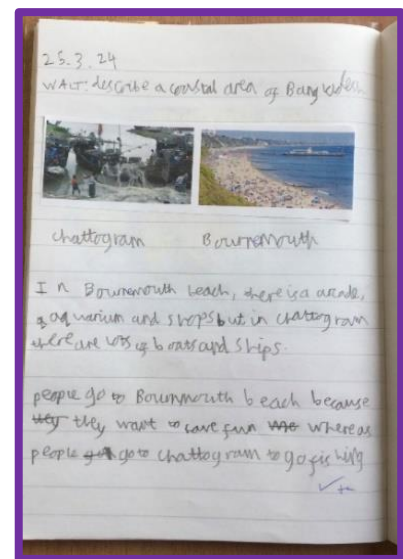 25.3.24
WALT: describe a coastal area of Bangladesh
chattogram Bournemouth
In Bournemouth beach, there is a arcade,
aquarium and shops but in chattogram
there are lots of boats and ships.
people go to Bournmouth beach because
they they want to have fun whereas
people go to chattogram to go fishing